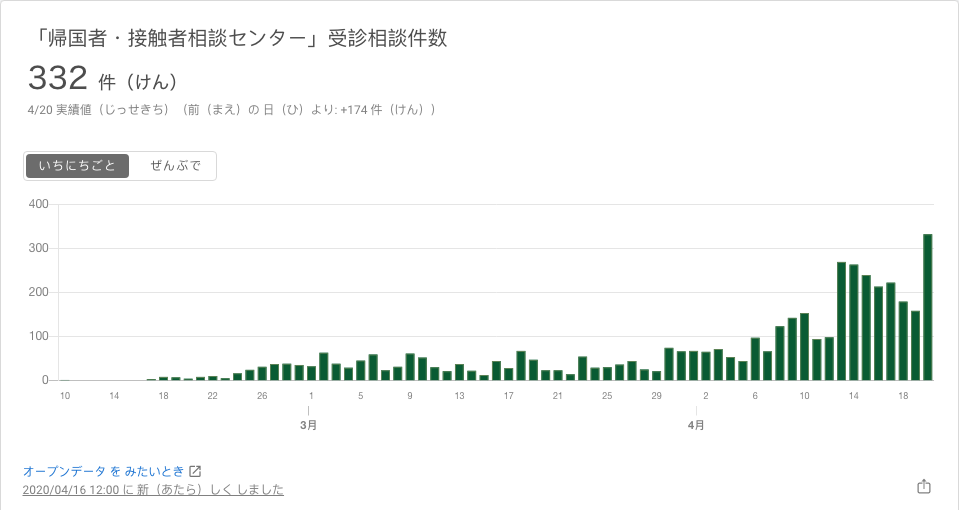 「帰国者・接触者相談センター」受診相談件数
332 件（けん）
4/20 実績値（じっせきち）（前（まえ）の 日（ひ）より: +174 件（けん））
いちにちごと ぜんぶで
400
300
200
100
0
10 14 18 22 26 1 5 9 13 17 21 25 29 2 6 10 14 18
3月 4月
オープンデータ を みたいとき
2020/04/16 12:00 に 新（あたら）しく しました